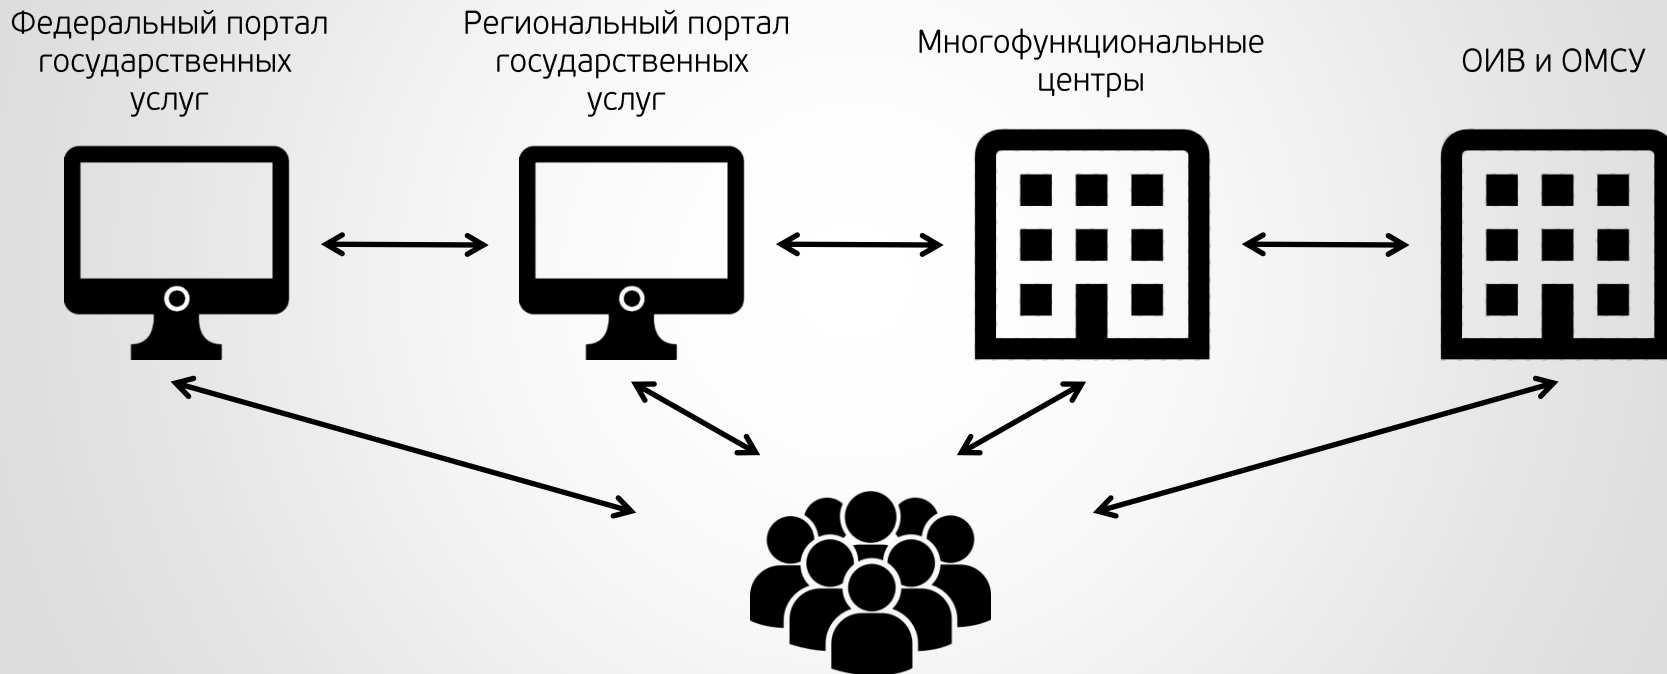 Федеральный портал
государственных
услуг
Региональный портал
государственных
услуг
Многофункциональные
центры
ОИВ и ОМСУ